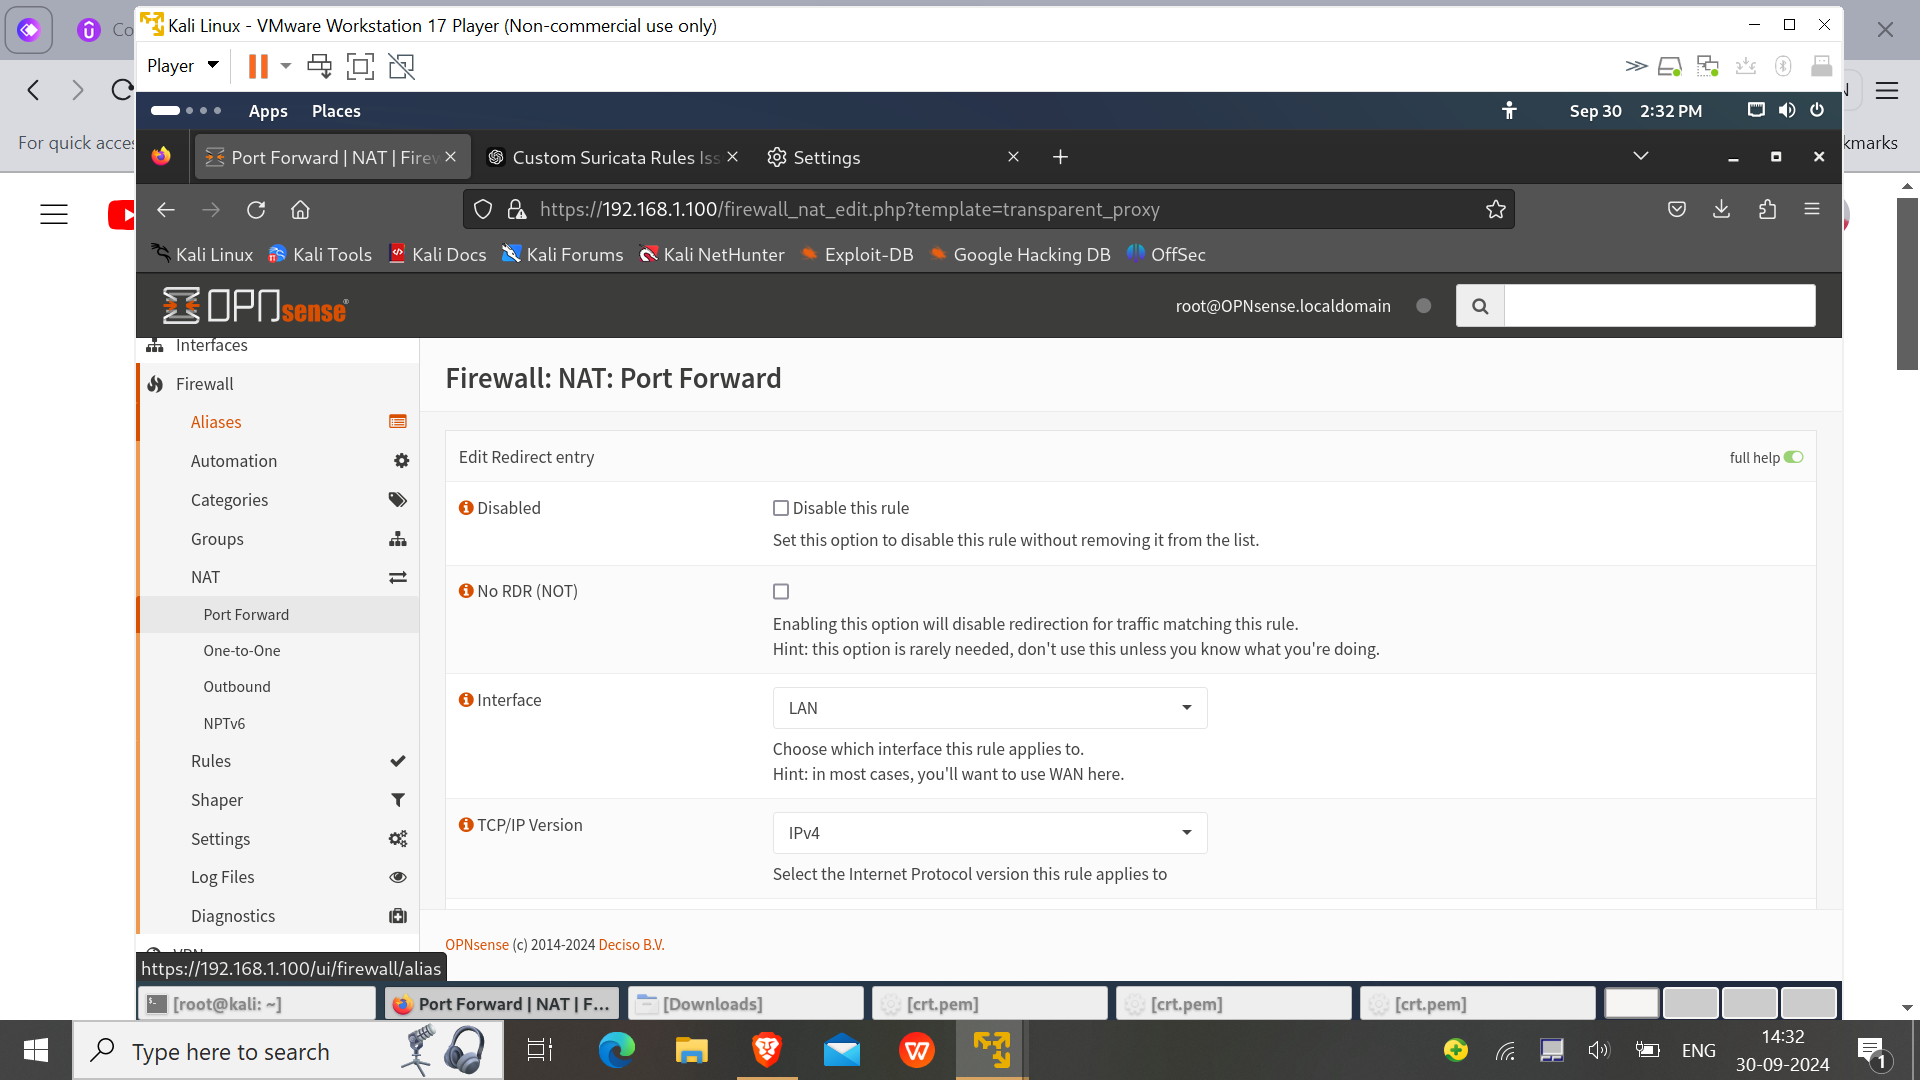 Co
Kali Linux - VMware Workstation 17 Player (Non-commercial use only)
Player
Apps Places Sep 30 2:32 PM
Port Forward | NAT | Firew Custom Suricata Rules Iss Settings
https://192.168.1.100/firewall_nat_edit.php?template=transparent_proxy
N
For quick acce
kmarks
Kali Linux Kali Tools Kali Docs Kali Forums Kali NetHunter Exploit-DB Google Hacking DB OffSec
OPNsense®
root@OPNsense.localdomain
Interfaces
Firewall
Aliases
Automation
Categories
Groups
NAT
Port Forward
One-to-One
Outbound
NPTv6
Rules
Shaper
Settings
Log Files
Diagnostics
VPN
Firewall: NAT: Port Forward
Edit Redirect entry full help
Disabled Disable this rule
Set this option to disable this rule without removing it from the list.
No RDR (NOT)
Enabling this option will disable redirection for traffic matching this rule.
Hint: this option is rarely needed, don't use this unless you know what you're doing.
Interface LAN
Choose which interface this rule applies to.
Hint: in most cases, you'll want to use WAN here.
TCP/IP Version IPv4
Select the Internet Protocol version this rule applies to
OPNsense (c) 2014-2024 Deciso B.V.
https://192.168.1.100/ui/firewall/alias
[root@kali: ~] Port Forward | NAT | F... [Downloads] [crt.pem] [crt.pem] [crt.pem]
Type here to search
ENG
14:32
30-09-2024
1